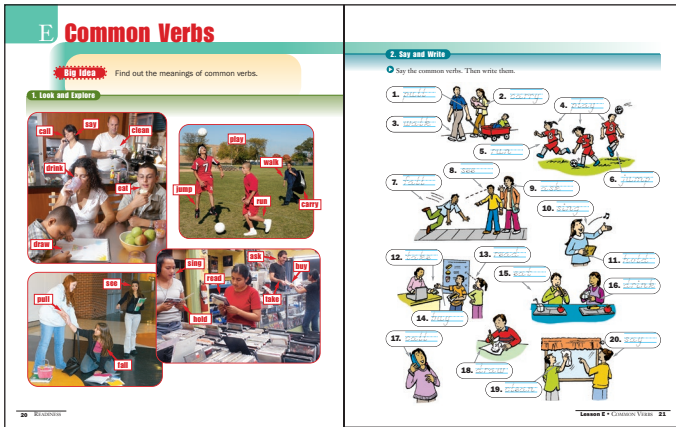 E Common Verbs
Big Idea Find out the meanings of common verbs.
1. Look and Explore
call
say
clean
drink
eat
draw
play
walk
jump
run
carry
see
pull
fall
sing
read
hold
ask
buy
take
20 READINESS
2. Say and Write
Say the common verbs. Then write them.
1. pull
2. carry
3. walk
4. play
5. run
6. jump
7. fall
8. see
9. ask
10. sing
11. hold
12. take
13. read
14. buy
15. eat
16. drink
17. call
18. draw
19. clean
20. say
7
Lesson E • COMMON VERBS 21